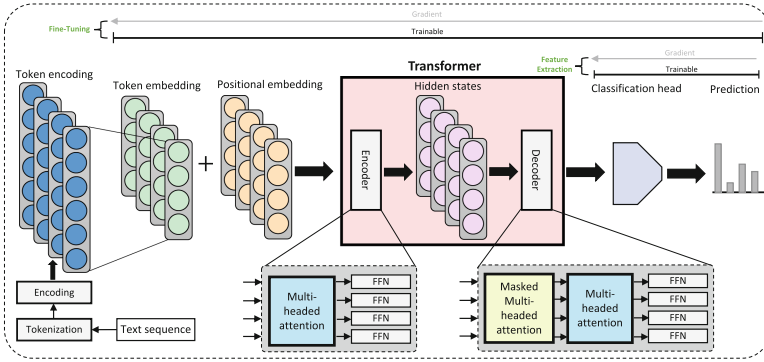 Fine-Tuning
Gradient
Trainable
Feature
Extraction
Gradient
Trainable
Transformer
Token encoding
Token embedding
Positional embedding
Hidden states
Classification head
Prediction
Encoder
Decoder
Encoding
Tokenization
Text sequence
Multi-
headed
attention
FFN
FFN
FFN
FFN
Masked
Multi-
headed
attention
Multi-
headed
attention
FFN
FFN
FFN
FFN